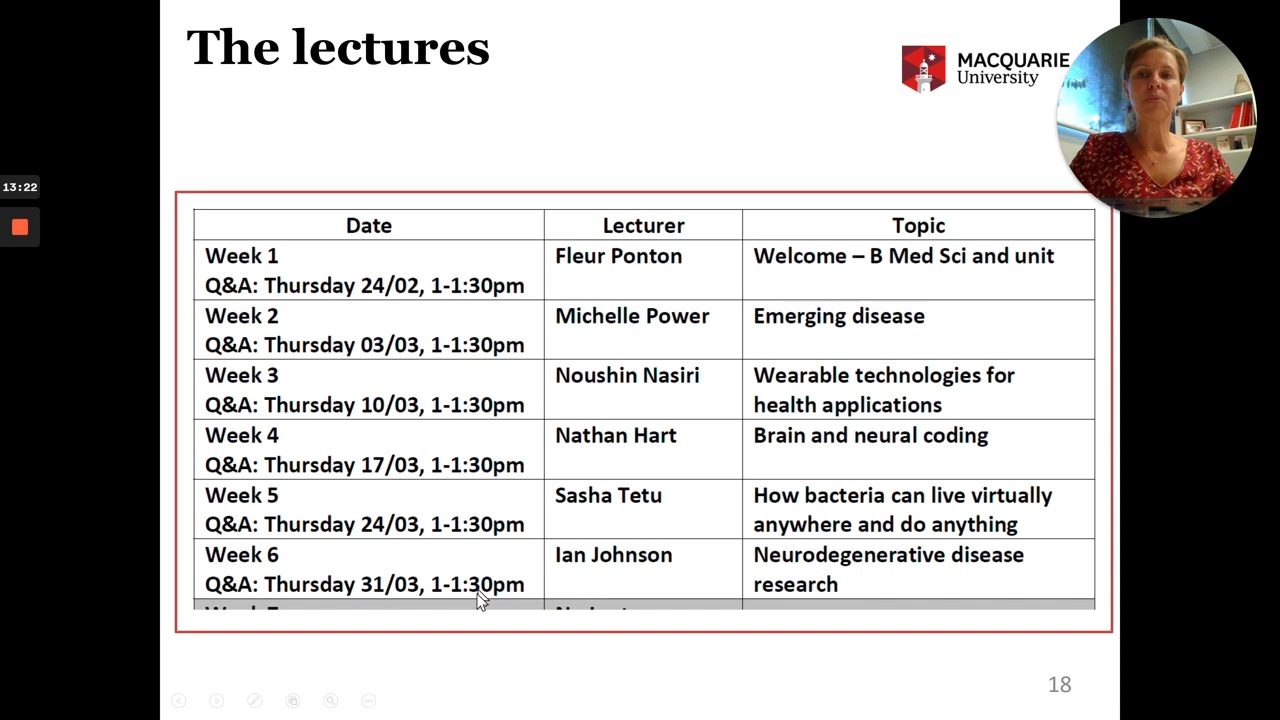 The lectures
MACQUARIE
University
13:22
Date Lecturer Topic
Week 1 Fleur Ponton Welcome – B Med Sci and unit
Q&A: Thursday 24/02, 1-1:30pm
Week 2 Michelle Power Emerging disease
Q&A: Thursday 03/03, 1-1:30pm
Week 3 Noushin Nasiri Wearable technologies for
Q&A: Thursday 10/03, 1-1:30pm health applications
Week 4 Nathan Hart Brain and neural coding
Q&A: Thursday 17/03, 1-1:30pm
Week 5 Sasha Tetu How bacteria can live virtually
Q&A: Thursday 24/03, 1-1:30pm anywhere and do anything
Week 6 Ian Johnson Neurodegenerative disease
Q&A: Thursday 31/03, 1-1:30pm research
18